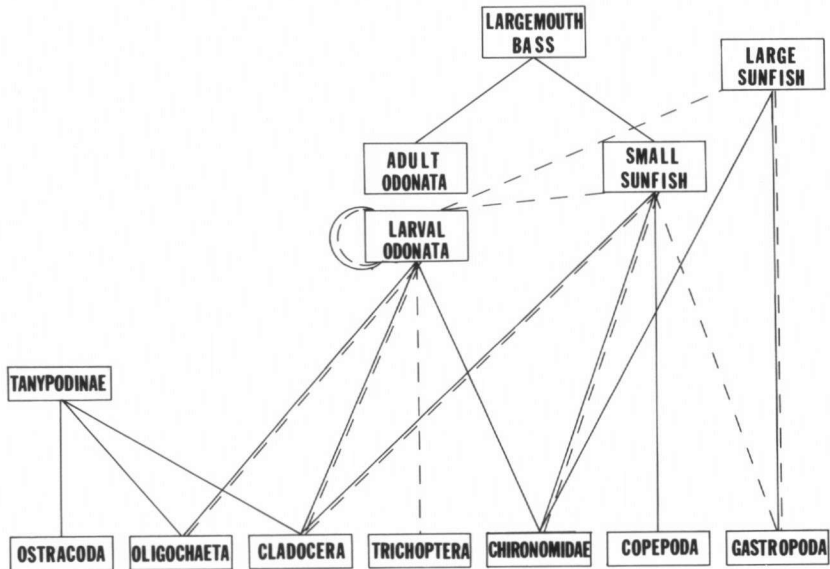 LARGEMOUTH
BASS
LARGE
SUNFISH
ADULT
ODONATA
SMALL
SUNFISH
LARVAL
ODONATA
TANYPODINAE
OSTRACODA
OLIGOCHAETA
CLADOCERA
TRICHOPTERA
CHIRONOMIDAE
COPEPODA
GASTROPODA